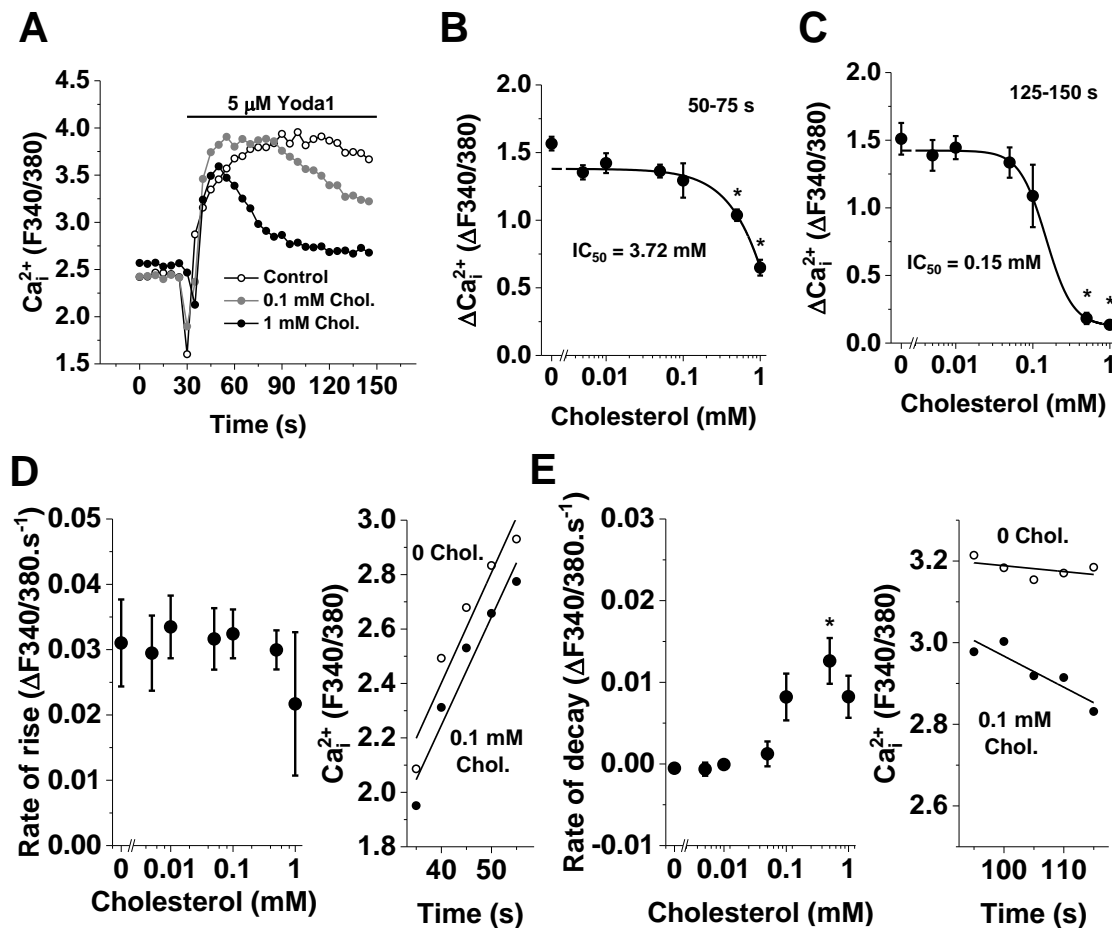 A
Ca²⁺ᵢ (F340/380)
4.5
4.0
3.5
3.0
2.5
2.0
1.5
5 μM Yoda1
Control
0.1 mM Chol.
1 mM Chol.
0 30 60 90 120 150
Time (s)
B
ΔCa²⁺ᵢ (ΔF340/380)
2.0
1.5
1.0
0.5
0.0
50-75 s
*
*
IC₅₀ = 3.72 mM
0 0.01 0.1 1
Cholesterol (mM)
C
ΔCa²⁺ᵢ (ΔF340/380)
2.0
1.5
1.0
0.5
0.0
125-150 s
IC₅₀ = 0.15 mM
* *
0 0.01 0.1 1
Cholesterol (mM)
D
Rate of rise (ΔF340/380.s⁻¹)
0.05
0.04
0.03
0.02
0.01
0.00
0 0.01 0.1 1
Cholesterol (mM)
Ca²⁺ᵢ (F340/380)
3.0
2.8
2.6
2.4
2.2
2.0
1.8
0 Chol.
0.1 mM
Chol.
40 50
Time (s)
E
Rate of decay (ΔF340/380.s⁻¹)
0.03
0.02
0.01
0.00
-0.01
*
0 0.01 0.1 1
Cholesterol (mM)
Ca²⁺ᵢ (F340/380)
3.2
3.0
2.8
2.6
0 Chol.
0.1 mM
Chol.
100 110
Time (s)